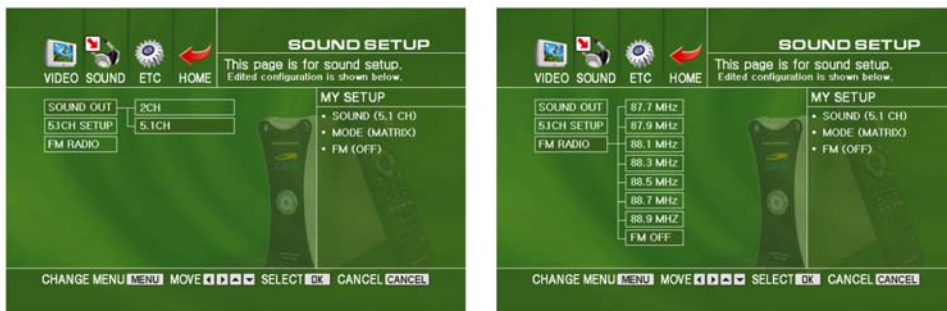 SOUND SETUP
This page is for sound setup.
Edited configuration is shown below.
VIDEO SOUND ETC HOME
MY SETUP
SOUND OUT 2CH
• SOUND (5.1 CH)
5.1CH SETUP 5.1CH
• MODE (MATRIX)
FM RADIO
• FM (OFF)
CHANGE MENU MENU MOVE SELECT OK CANCEL CANCEL
SOUND SETUP
This page is for sound setup.
Edited configuration is shown below.
VIDEO SOUND ETC HOME
MY SETUP
SOUND OUT 87.7 MHz
• SOUND (5.1 CH)
5.1CH SETUP 87.9 MHz
• MODE (MATRIX)
FM RADIO 88.1 MHz
• FM (OFF)
88.3 MHz
88.5 MHz
88.7 MHz
88.9 MHZ
FM OFF
CHANGE MENU MENU MOVE SELECT OK CANCEL CANCEL